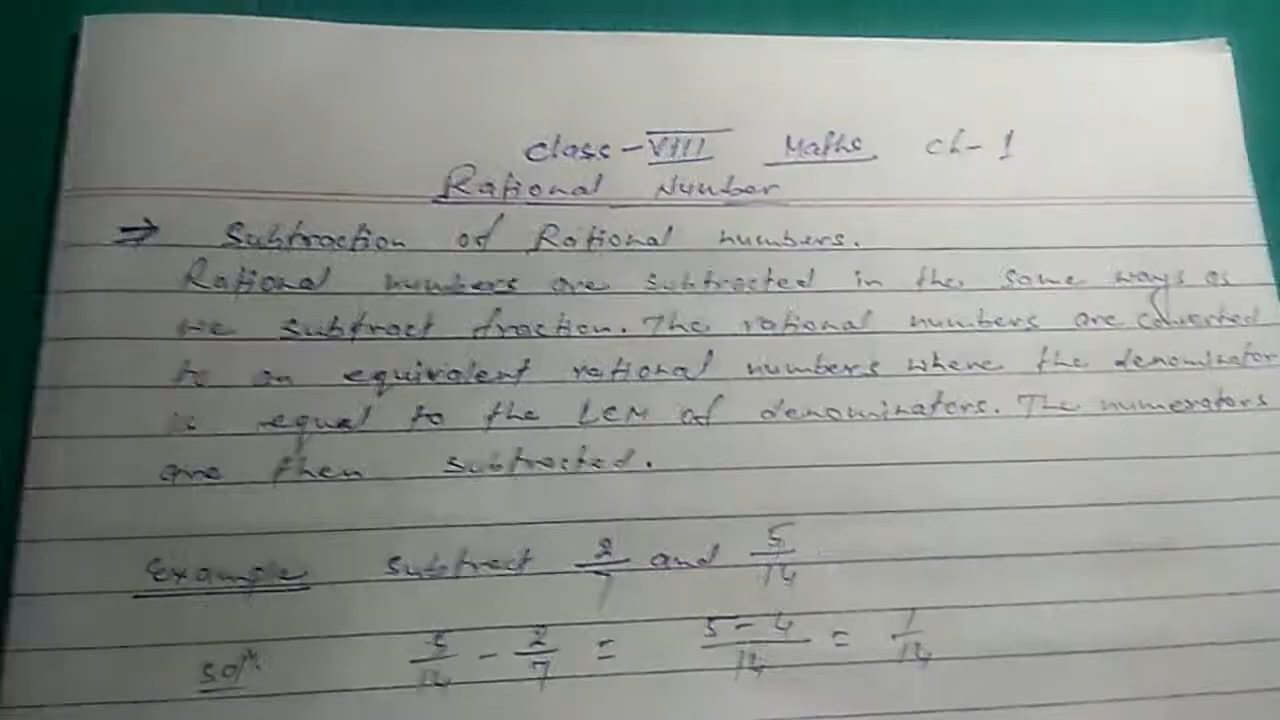 Class - VIII Maths Ch-1
Rational Number
⇒ Subtraction of Rational numbers.
Rational numbers are subtracted in the same ways as
we subtract fraction. The rational numbers are converted
to an equivalent rational numbers where the denominator
is equal to the LCM of denominators. The numerators
are then subtracted.
Example Subtract 2/7 and 5/14
Solⁿ. 5/14 - 2/7 = 5-4/14 = 1/14